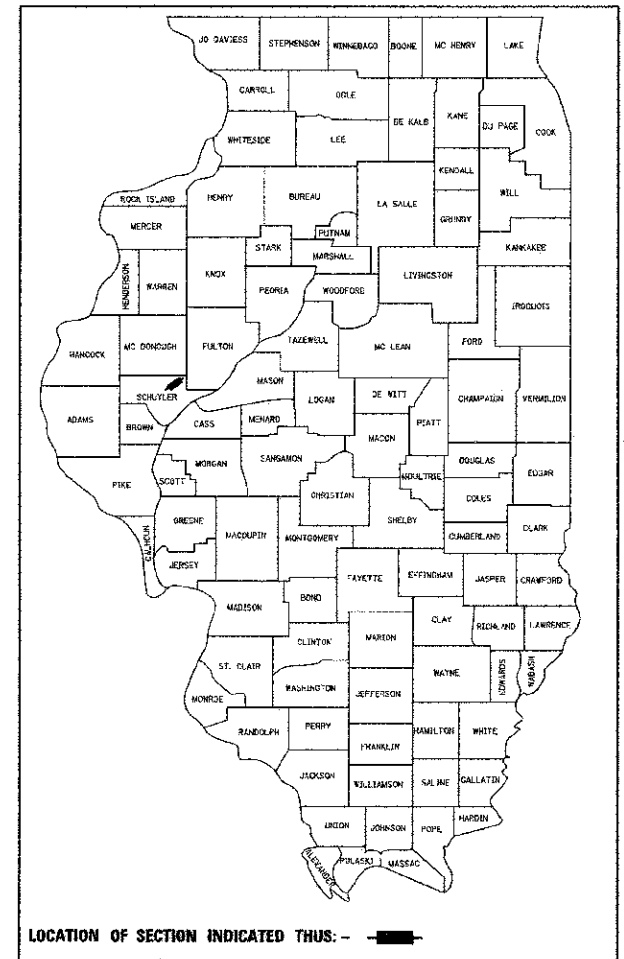 JO DAVIESS STEPHENSON WINNEBAGO BOONE MC HENRY LAKE
CARROLL OGLE
DE KALB KANE DU PAGE COOK
WHITESIDE LEE
KENDALL
ROCK ISLAND HENRY BUREAU LA SALLE GRUNDY WILL
MERCER PUTNAM
STARK MARSHALL KANKAKEE
HENDERSON WARREN KNOX PEORIA WOODFORD LIVINGSTON IROQUOIS
HANCOCK MC DONOUGH FULTON TAZEWELL MC LEAN FORD
MASON
SCHUYLER LOGAN DE WITT CHAMPAIGN VERMILION
ADAMS BROWN CASS MENARD MACON PIATT
MORGAN SANGAMON DOUGLAS EDGAR
PIKE SCOTT CHRISTIAN MOULTRIE COLES
CALHOUN GREENE MACOUPIN MONTGOMERY SHELBY CUMBERLAND CLARK
JERSEY
FAYETTE EFFINGHAM JASPER CRAWFORD
MADISON BOND CLAY RICHLAND LAWRENCE
CLINTON MARION
ST. CLAIR WAYNE EDWARDS WABASH
WASHINGTON JEFFERSON
MONROE
RANDOLPH PERRY HAMILTON WHITE
FRANKLIN
JACKSON WILLIAMSON SALINE GALLATIN
UNION JOHNSON POPE HARDIN
ALEXANDER PULASKI MASSAC
LOCATION OF SECTION INDICATED THUS: -